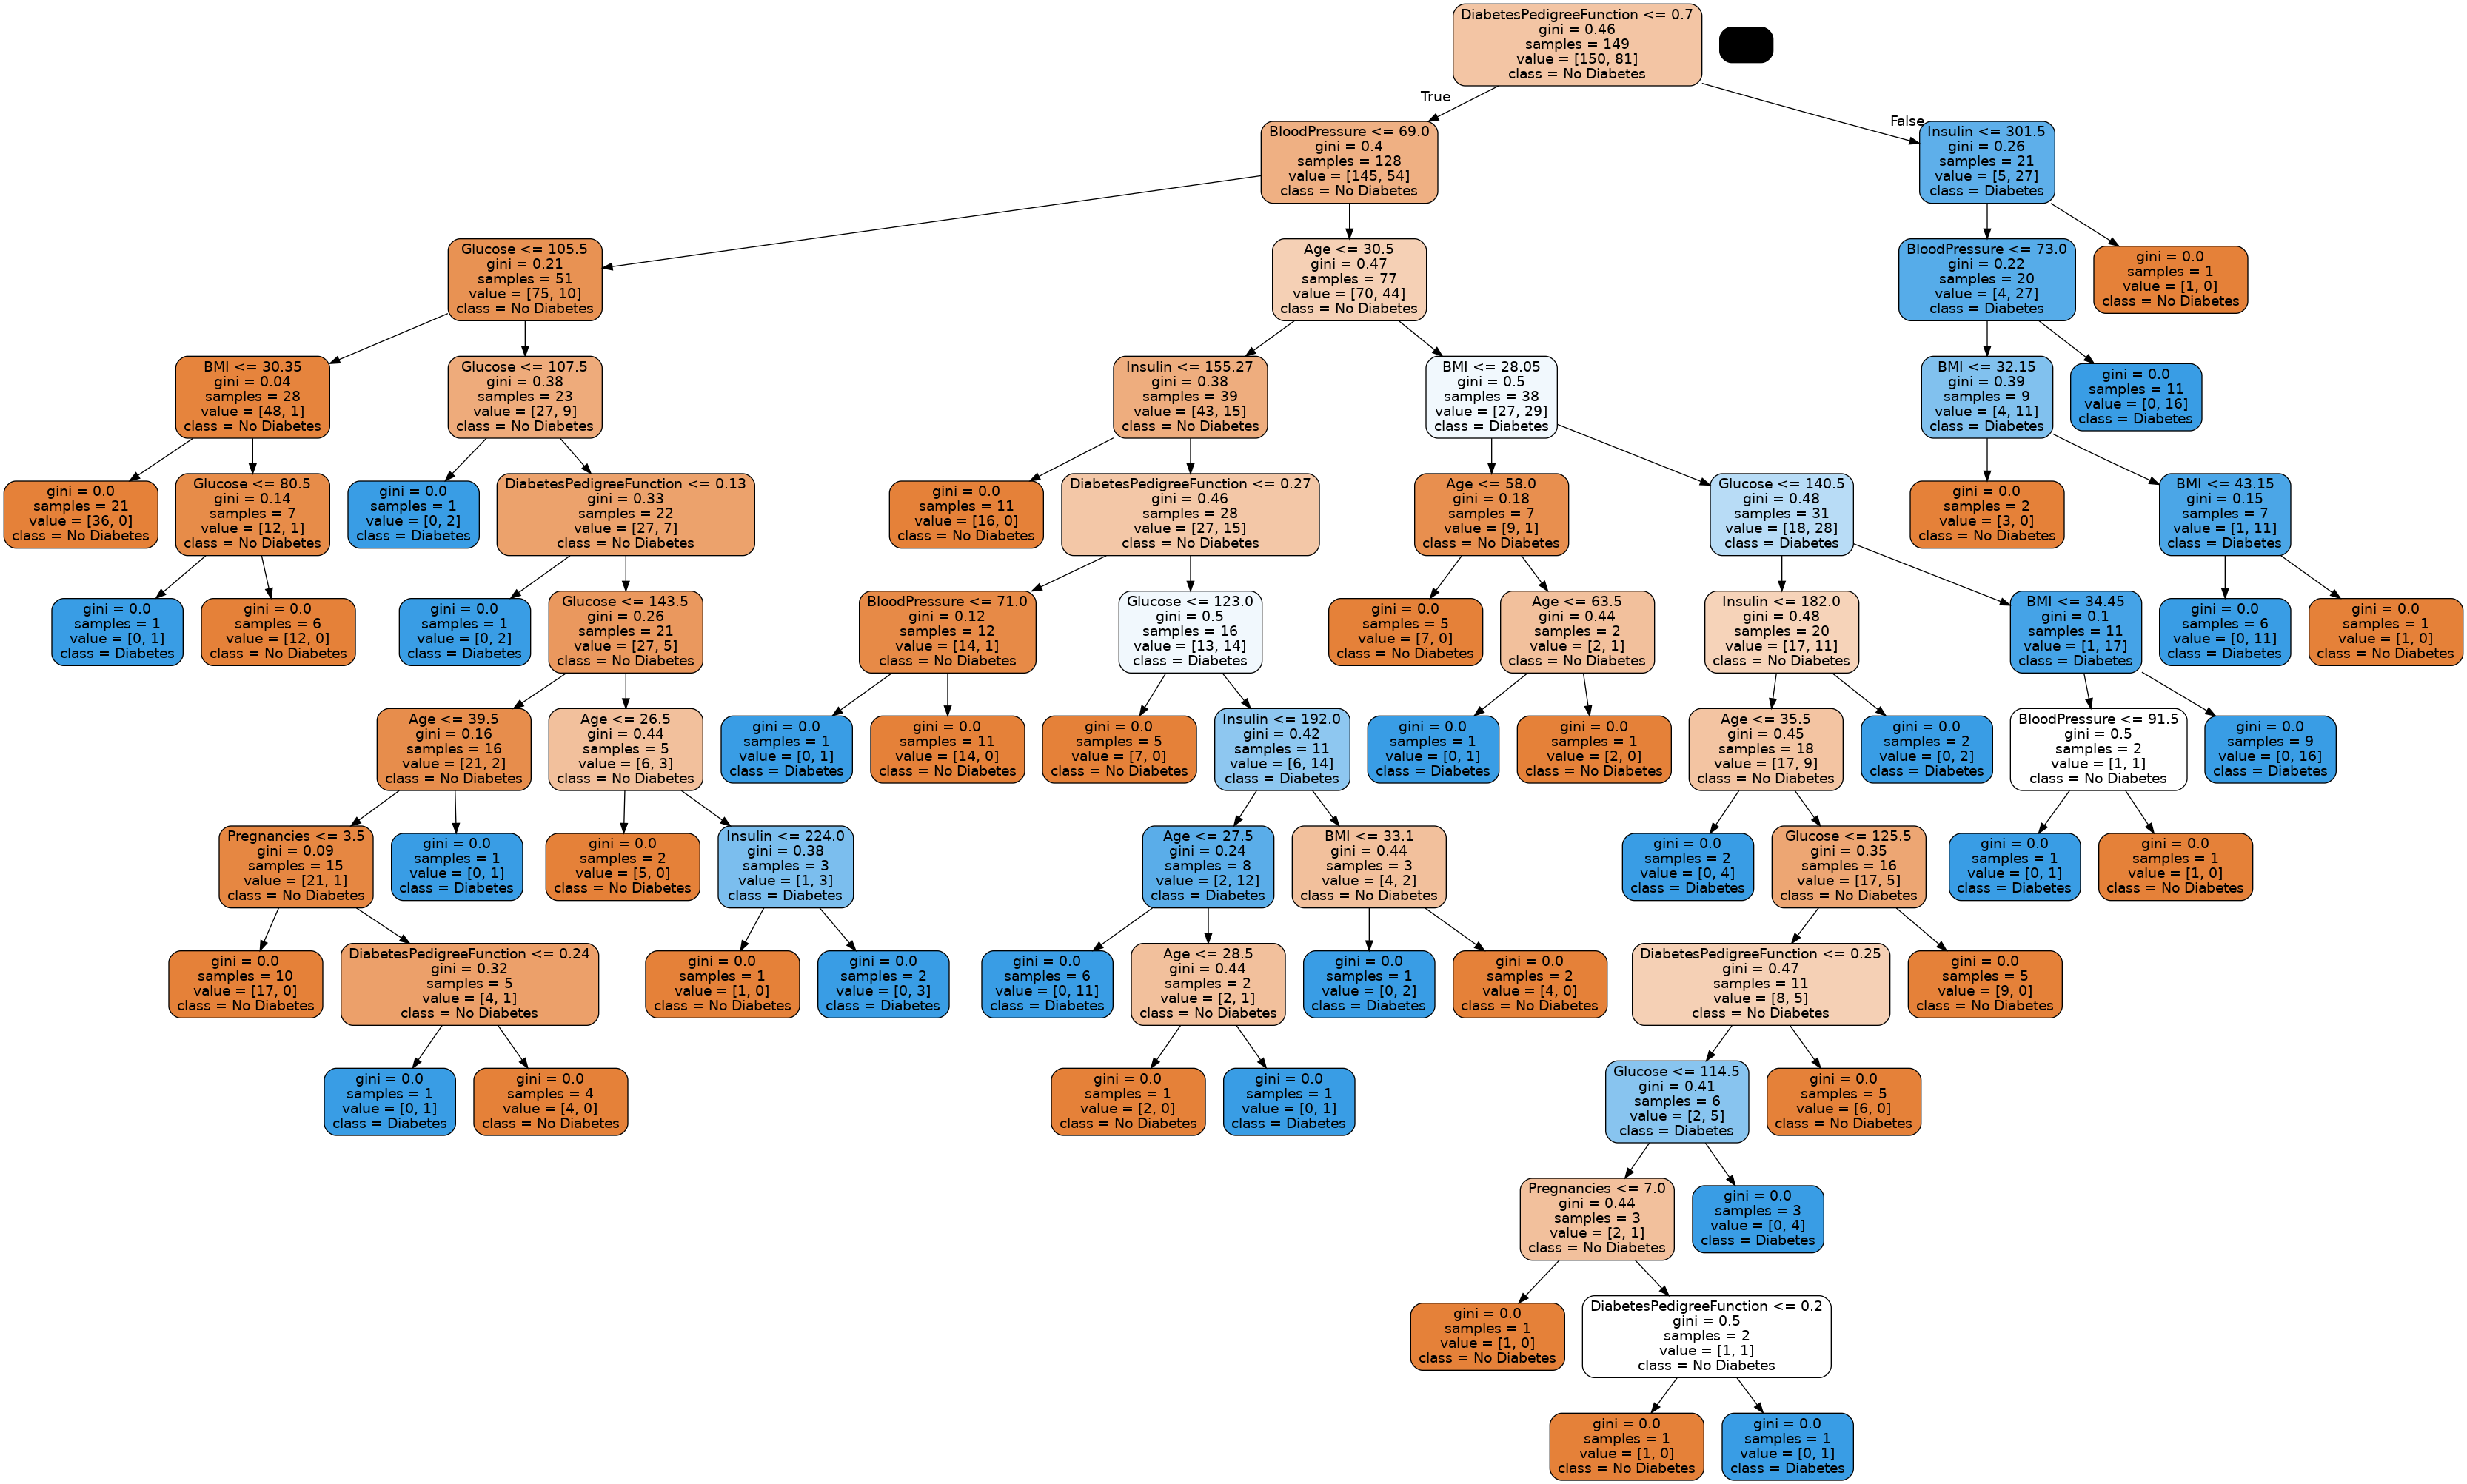 DiabetesPedigreeFunction <= 0.7
gini = 0.46
samples = 149
value = [150, 81]
class = No Diabetes
True
False
BloodPressure <= 69.0
gini = 0.4
samples = 128
value = [145, 54]
class = No Diabetes
Insulin <= 301.5
gini = 0.26
samples = 21
value = [5, 27]
class = Diabetes
Glucose <= 105.5
gini = 0.21
samples = 51
value = [75, 10]
class = No Diabetes
Age <= 30.5
gini = 0.47
samples = 77
value = [70, 44]
class = No Diabetes
BloodPressure <= 73.0
gini = 0.22
samples = 20
value = [4, 27]
class = Diabetes
gini = 0.0
samples = 1
value = [1, 0]
class = No Diabetes
BMI <= 30.35
gini = 0.04
samples = 28
value = [48, 1]
class = No Diabetes
Glucose <= 107.5
gini = 0.38
samples = 23
value = [27, 9]
class = No Diabetes
Insulin <= 155.27
gini = 0.38
samples = 39
value = [43, 15]
class = No Diabetes
BMI <= 28.05
gini = 0.5
samples = 38
value = [27, 29]
class = Diabetes
BMI <= 32.15
gini = 0.39
samples = 9
value = [4, 11]
class = Diabetes
gini = 0.0
samples = 11
value = [0, 16]
class = Diabetes
gini = 0.0
samples = 21
value = [36, 0]
class = No Diabetes
Glucose <= 80.5
gini = 0.14
samples = 7
value = [12, 1]
class = No Diabetes
gini = 0.0
samples = 1
value = [0, 2]
class = Diabetes
DiabetesPedigreeFunction <= 0.13
gini = 0.33
samples = 22
value = [27, 7]
class = No Diabetes
gini = 0.0
samples = 11
value = [16, 0]
class = No Diabetes
DiabetesPedigreeFunction <= 0.27
gini = 0.46
samples = 28
value = [27, 15]
class = No Diabetes
Age <= 58.0
gini = 0.18
samples = 7
value = [9, 1]
class = No Diabetes
Glucose <= 140.5
gini = 0.48
samples = 31
value = [18, 28]
class = Diabetes
gini = 0.0
samples = 2
value = [3, 0]
class = No Diabetes
BMI <= 43.15
gini = 0.15
samples = 7
value = [1, 11]
class = Diabetes
gini = 0.0
samples = 1
value = [0, 1]
class = Diabetes
gini = 0.0
samples = 6
value = [12, 0]
class = No Diabetes
gini = 0.0
samples = 1
value = [0, 2]
class = Diabetes
Glucose <= 143.5
gini = 0.26
samples = 21
value = [27, 5]
class = No Diabetes
BloodPressure <= 71.0
gini = 0.12
samples = 12
value = [14, 1]
class = No Diabetes
Glucose <= 123.0
gini = 0.5
samples = 16
value = [13, 14]
class = Diabetes
gini = 0.0
samples = 5
value = [7, 0]
class = No Diabetes
Age <= 63.5
gini = 0.44
samples = 2
value = [2, 1]
class = No Diabetes
Insulin <= 182.0
gini = 0.48
samples = 20
value = [17, 11]
class = No Diabetes
BMI <= 34.45
gini = 0.1
samples = 11
value = [1, 17]
class = Diabetes
gini = 0.0
samples = 6
value = [0, 11]
class = Diabetes
gini = 0.0
samples = 1
value = [1, 0]
class = No Diabetes
Age <= 39.5
gini = 0.16
samples = 16
value = [21, 2]
class = No Diabetes
Age <= 26.5
gini = 0.44
samples = 5
value = [6, 3]
class = No Diabetes
gini = 0.0
samples = 1
value = [0, 1]
class = Diabetes
gini = 0.0
samples = 11
value = [14, 0]
class = No Diabetes
gini = 0.0
samples = 5
value = [7, 0]
class = No Diabetes
Insulin <= 192.0
gini = 0.42
samples = 11
value = [6, 14]
class = Diabetes
gini = 0.0
samples = 1
value = [0, 1]
class = Diabetes
gini = 0.0
samples = 1
value = [2, 0]
class = No Diabetes
Age <= 35.5
gini = 0.45
samples = 18
value = [17, 9]
class = No Diabetes
gini = 0.0
samples = 2
value = [0, 2]
class = Diabetes
BloodPressure <= 91.5
gini = 0.5
samples = 2
value = [1, 1]
class = No Diabetes
gini = 0.0
samples = 9
value = [0, 16]
class = Diabetes
Pregnancies <= 3.5
gini = 0.09
samples = 15
value = [21, 1]
class = No Diabetes
gini = 0.0
samples = 1
value = [0, 1]
class = Diabetes
gini = 0.0
samples = 2
value = [5, 0]
class = No Diabetes
Insulin <= 224.0
gini = 0.38
samples = 3
value = [1, 3]
class = Diabetes
Age <= 27.5
gini = 0.24
samples = 8
value = [2, 12]
class = Diabetes
BMI <= 33.1
gini = 0.44
samples = 3
value = [4, 2]
class = No Diabetes
gini = 0.0
samples = 2
value = [0, 4]
class = Diabetes
Glucose <= 125.5
gini = 0.35
samples = 16
value = [17, 5]
class = No Diabetes
gini = 0.0
samples = 1
value = [0, 1]
class = Diabetes
gini = 0.0
samples = 1
value = [1, 0]
class = No Diabetes
gini = 0.0
samples = 10
value = [17, 0]
class = No Diabetes
DiabetesPedigreeFunction <= 0.24
gini = 0.32
samples = 5
value = [4, 1]
class = No Diabetes
gini = 0.0
samples = 1
value = [1, 0]
class = No Diabetes
gini = 0.0
samples = 2
value = [0, 3]
class = Diabetes
gini = 0.0
samples = 6
value = [0, 11]
class = Diabetes
Age <= 28.5
gini = 0.44
samples = 2
value = [2, 1]
class = No Diabetes
gini = 0.0
samples = 1
value = [0, 2]
class = Diabetes
gini = 0.0
samples = 2
value = [4, 0]
class = No Diabetes
DiabetesPedigreeFunction <= 0.25
gini = 0.47
samples = 11
value = [8, 5]
class = No Diabetes
gini = 0.0
samples = 5
value = [9, 0]
class = No Diabetes
gini = 0.0
samples = 1
value = [0, 1]
class = Diabetes
gini = 0.0
samples = 4
value = [4, 0]
class = No Diabetes
gini = 0.0
samples = 1
value = [2, 0]
class = No Diabetes
gini = 0.0
samples = 1
value = [0, 1]
class = Diabetes
Glucose <= 114.5
gini = 0.41
samples = 6
value = [2, 5]
class = Diabetes
gini = 0.0
samples = 5
value = [6, 0]
class = No Diabetes
Pregnancies <= 7.0
gini = 0.44
samples = 3
value = [2, 1]
class = No Diabetes
gini = 0.0
samples = 3
value = [0, 4]
class = Diabetes
gini = 0.0
samples = 1
value = [1, 0]
class = No Diabetes
DiabetesPedigreeFunction <= 0.2
gini = 0.5
samples = 2
value = [1, 1]
class = No Diabetes
gini = 0.0
samples = 1
value = [1, 0]
class = No Diabetes
gini = 0.0
samples = 1
value = [0, 1]
class = Diabetes